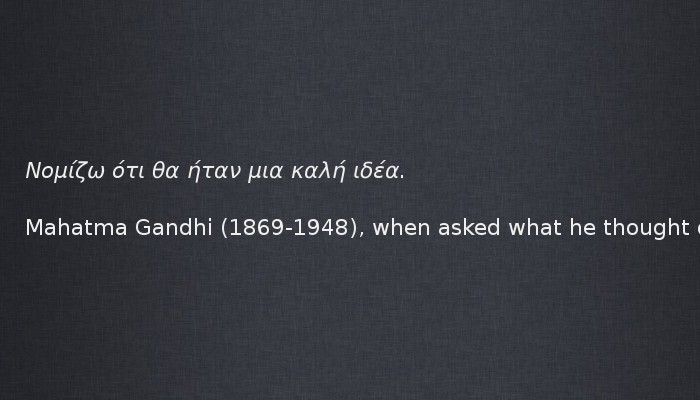 Νομίζω ότι θα ήταν μια καλή ιδέα.
Mahatma Gandhi (1869-1948), when asked what he thought